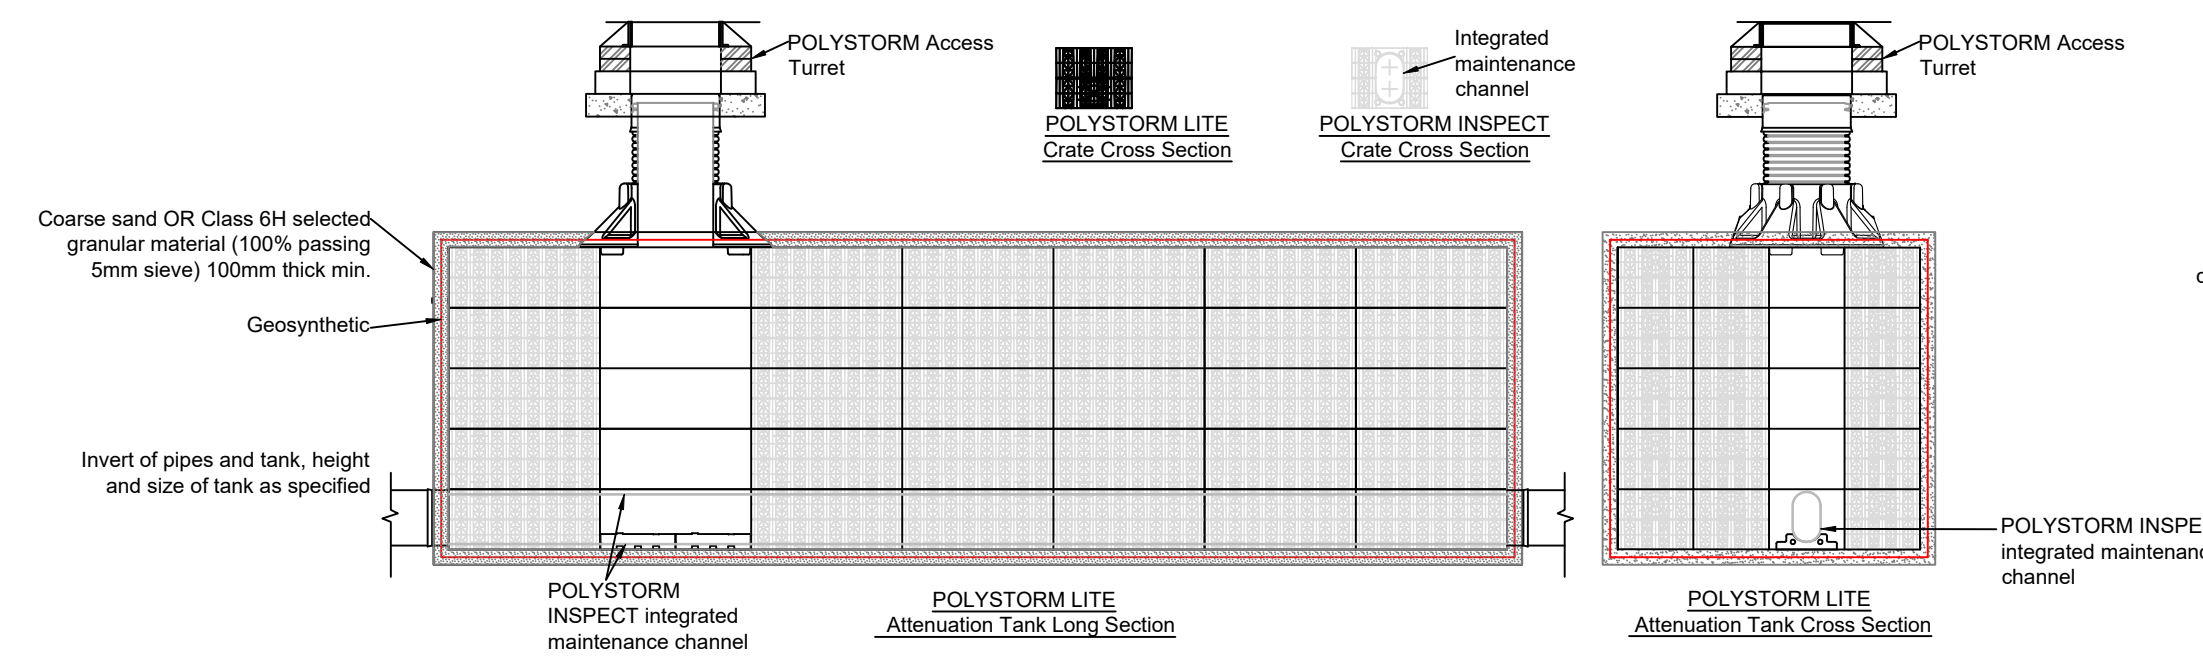 POLYSTORM Access
Turret
Integrated
maintenance
channel
POLYSTORM Access
Turret
POLYSTORM LITE
Crate Cross Section
POLYSTORM INSPECT
Crate Cross Section
Coarse sand OR Class 6H selected
granular material (100% passing
5mm sieve) 100mm thick min.
Geosynthetic
Invert of pipes and tank, height
and size of tank as specified
POLYSTORM
INSPECT integrated
maintenance channel
POLYSTORM LITE
Attenuation Tank Long Section
POLYSTORM LITE
Attenuation Tank Cross Section
POLYSTORM
integrated
channel